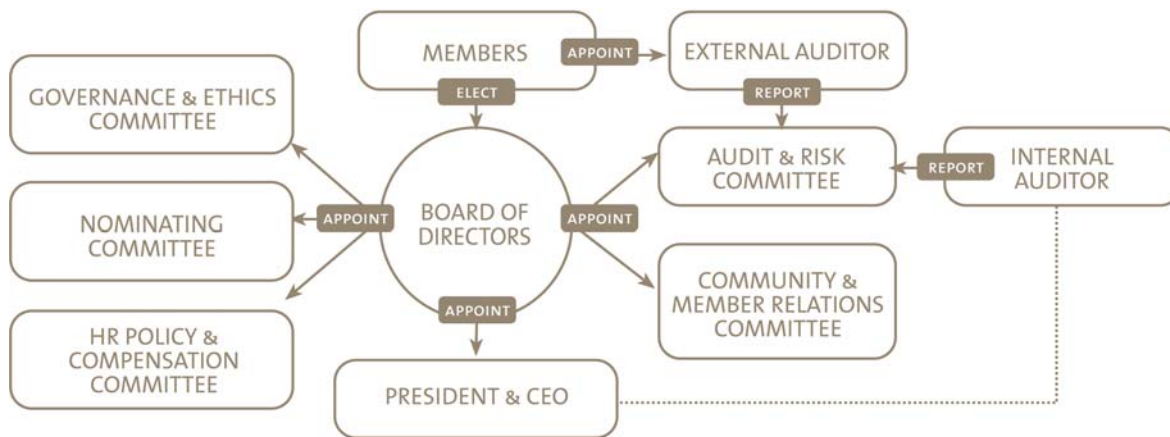 MEMBERS
APPOINT
EXTERNAL AUDITOR
ELECT
REPORT
GOVERNANCE & ETHICS
COMMITTEE
AUDIT & RISK
COMMITTEE
REPORT
INTERNAL
AUDITOR
NOMINATING
COMMITTEE
APPOINT
BOARD OF
DIRECTORS
APPOINT
COMMUNITY &
MEMBER RELATIONS
COMMITTEE
APPOINT
HR POLICY &
COMPENSATION
COMMITTEE
PRESIDENT & CEO